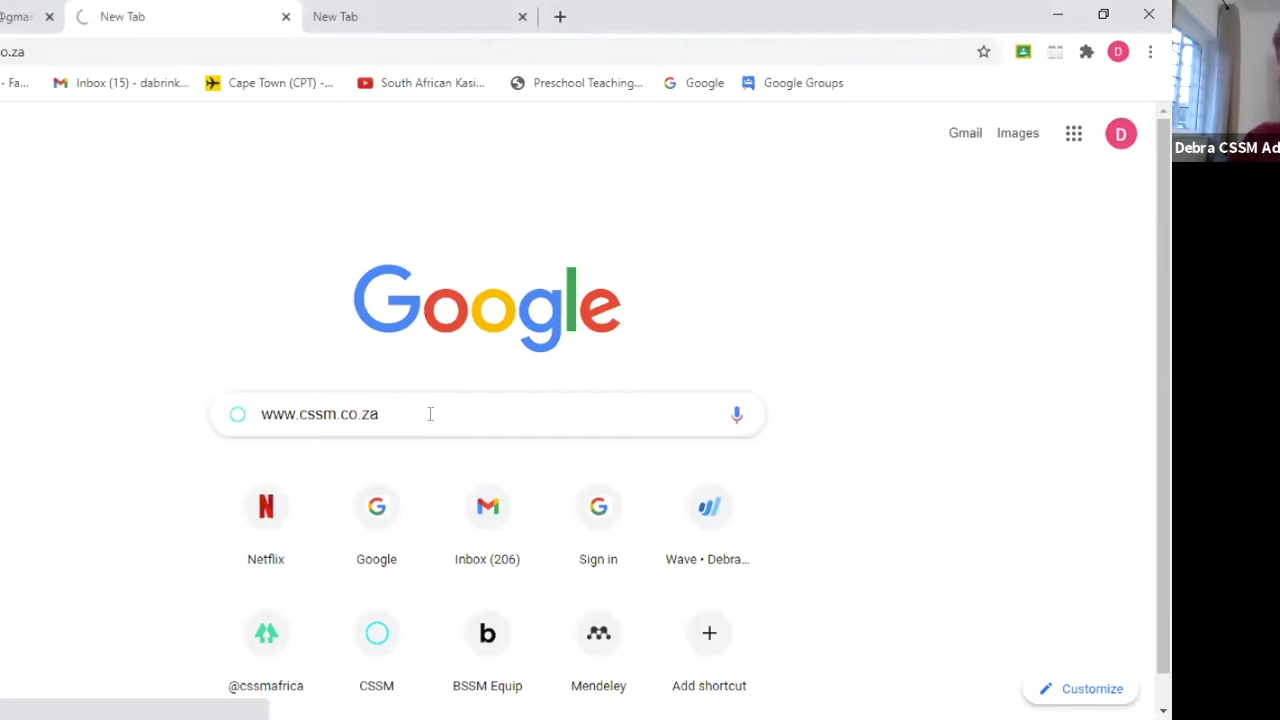 @gmai New Tab New Tab
o.za
- Fa... Inbox (15) - dabrink... Cape Town (CPT) -... South African Kasi... Preschool Teaching... Google Google Groups
Gmail Images D
Debra CSSM Ad
Google
www.cssm.co.za
Netflix Google Inbox (206) Sign in Wave • Debra...
@cssmafrica CSSM BSSM Equip Mendeley Add shortcut
Customize